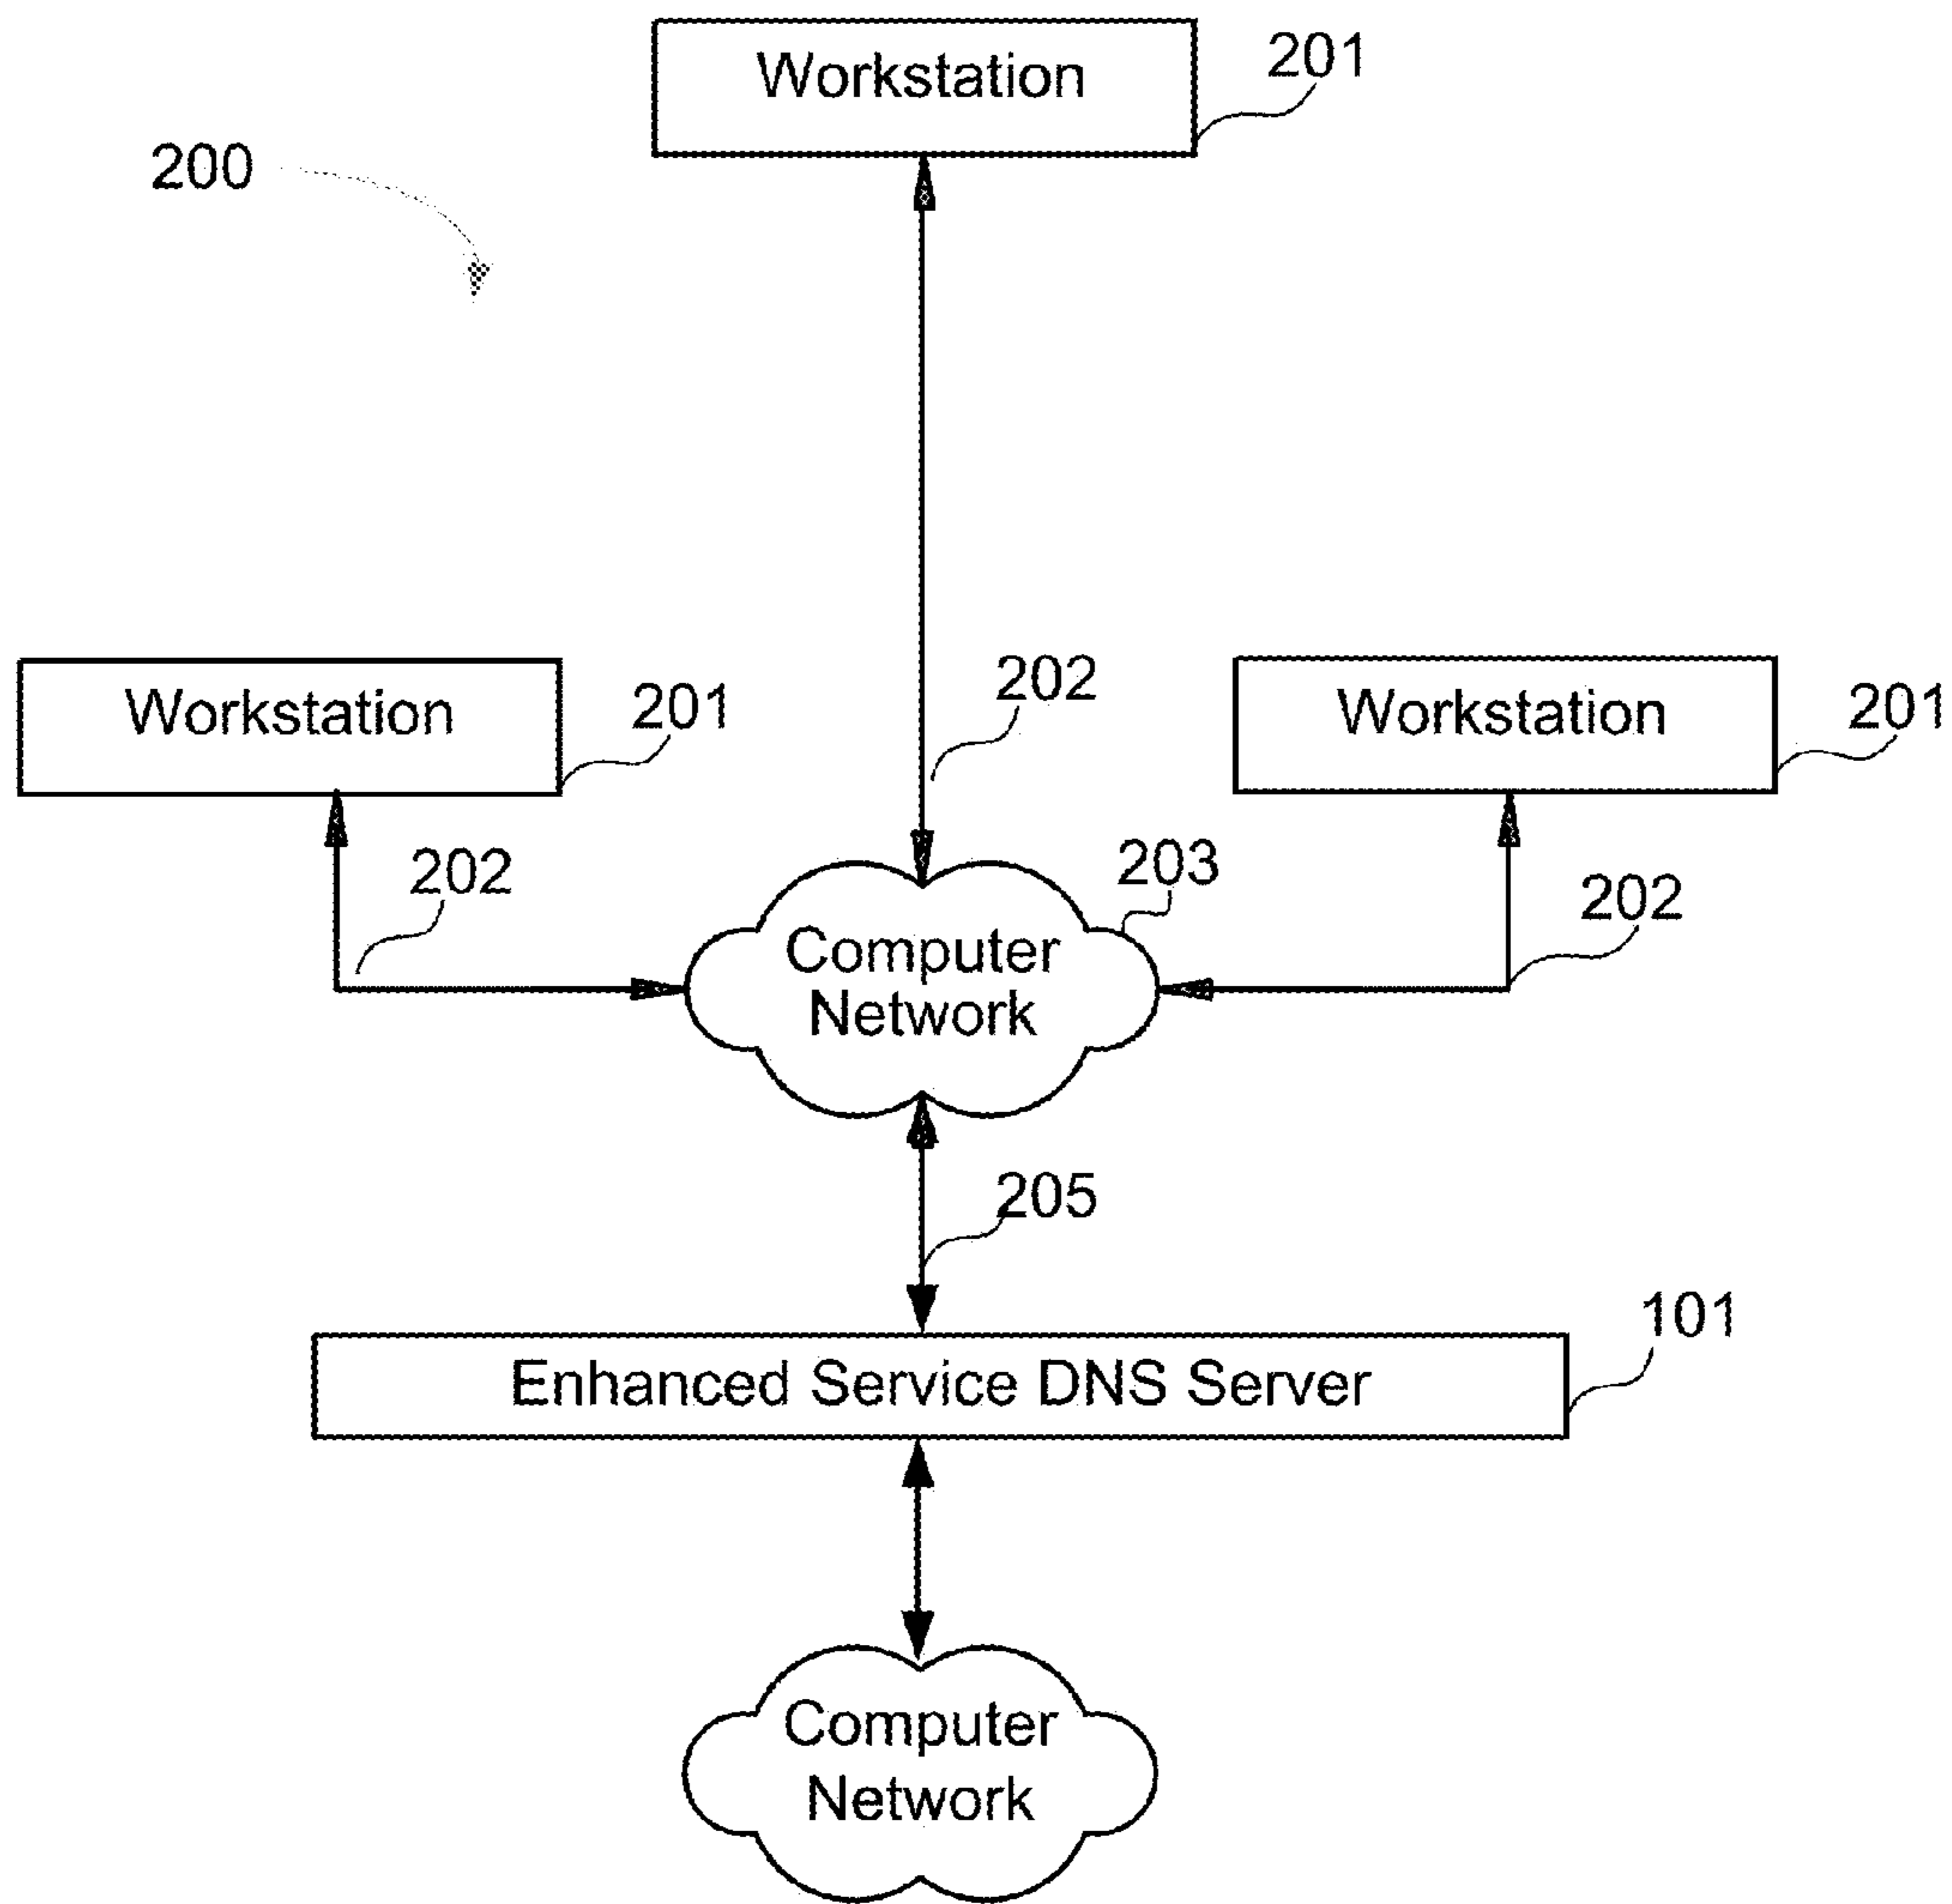 Workstation
201
200
202
Workstation
201
Workstation
201
202
203
202
Computer
Network
205
101
Enhanced Service DNS Server
Computer
Network